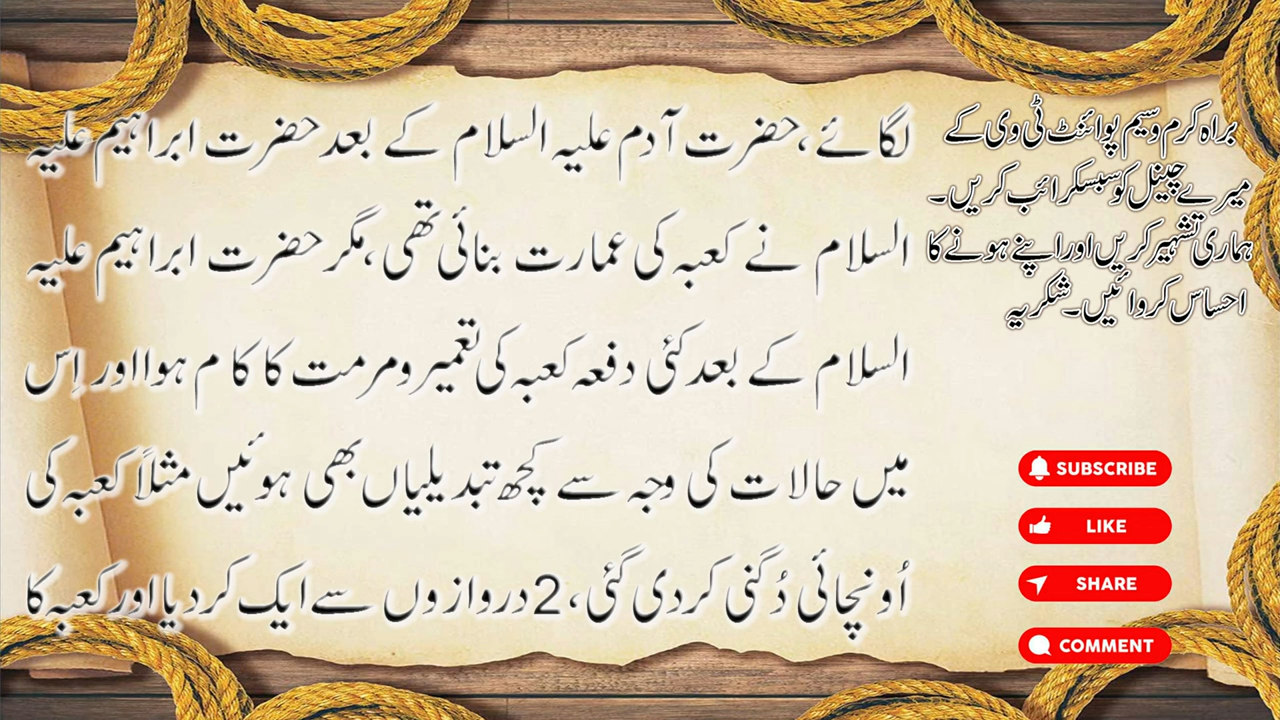 لگائے، حضرت آدم علیہ السلام کے بعد حضرت ابراہیم علیہ
السلام نے کعبہ کی عمارت بنائی تھی، مگر حضرت ابراہیم علیہ
السلام کے بعد کئی دفعہ کعبہ کی تعمیر و مرمت کا کام ہوا اور اِس
میں حالات کی وجہ سے کچھ تبدیلیاں بھی ہوئیں مثلاً کعبہ کی
اُونچائی دُگنی کردی گئی، 2 دروازوں سے ایک کردیا اور کعبہ کا
براہ کرم وسیم پوائنٹ ٹی وی کے
میرے چینل کو سبسکرائب کریں۔
ہماری تشہیر کریں اور اپنے ہونے کا
احساس کروائیں۔ شکریہ
SUBSCRIBE
LIKE
SHARE
COMMENT